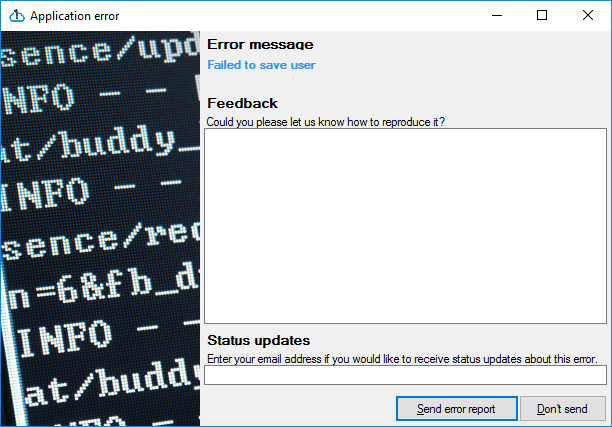 Application error
sence/upd
INFO - -
at/buddy_
INFO - -
sence/rec
n=6&fb_d
INFO - -
at/buddy
INFO - -
Error message
Failed to save user
Feedback
Could you please let us know how to reproduce it?
Status updates
Enter your email address if you would like to receive status updates about this error.
Send error report
Don't send